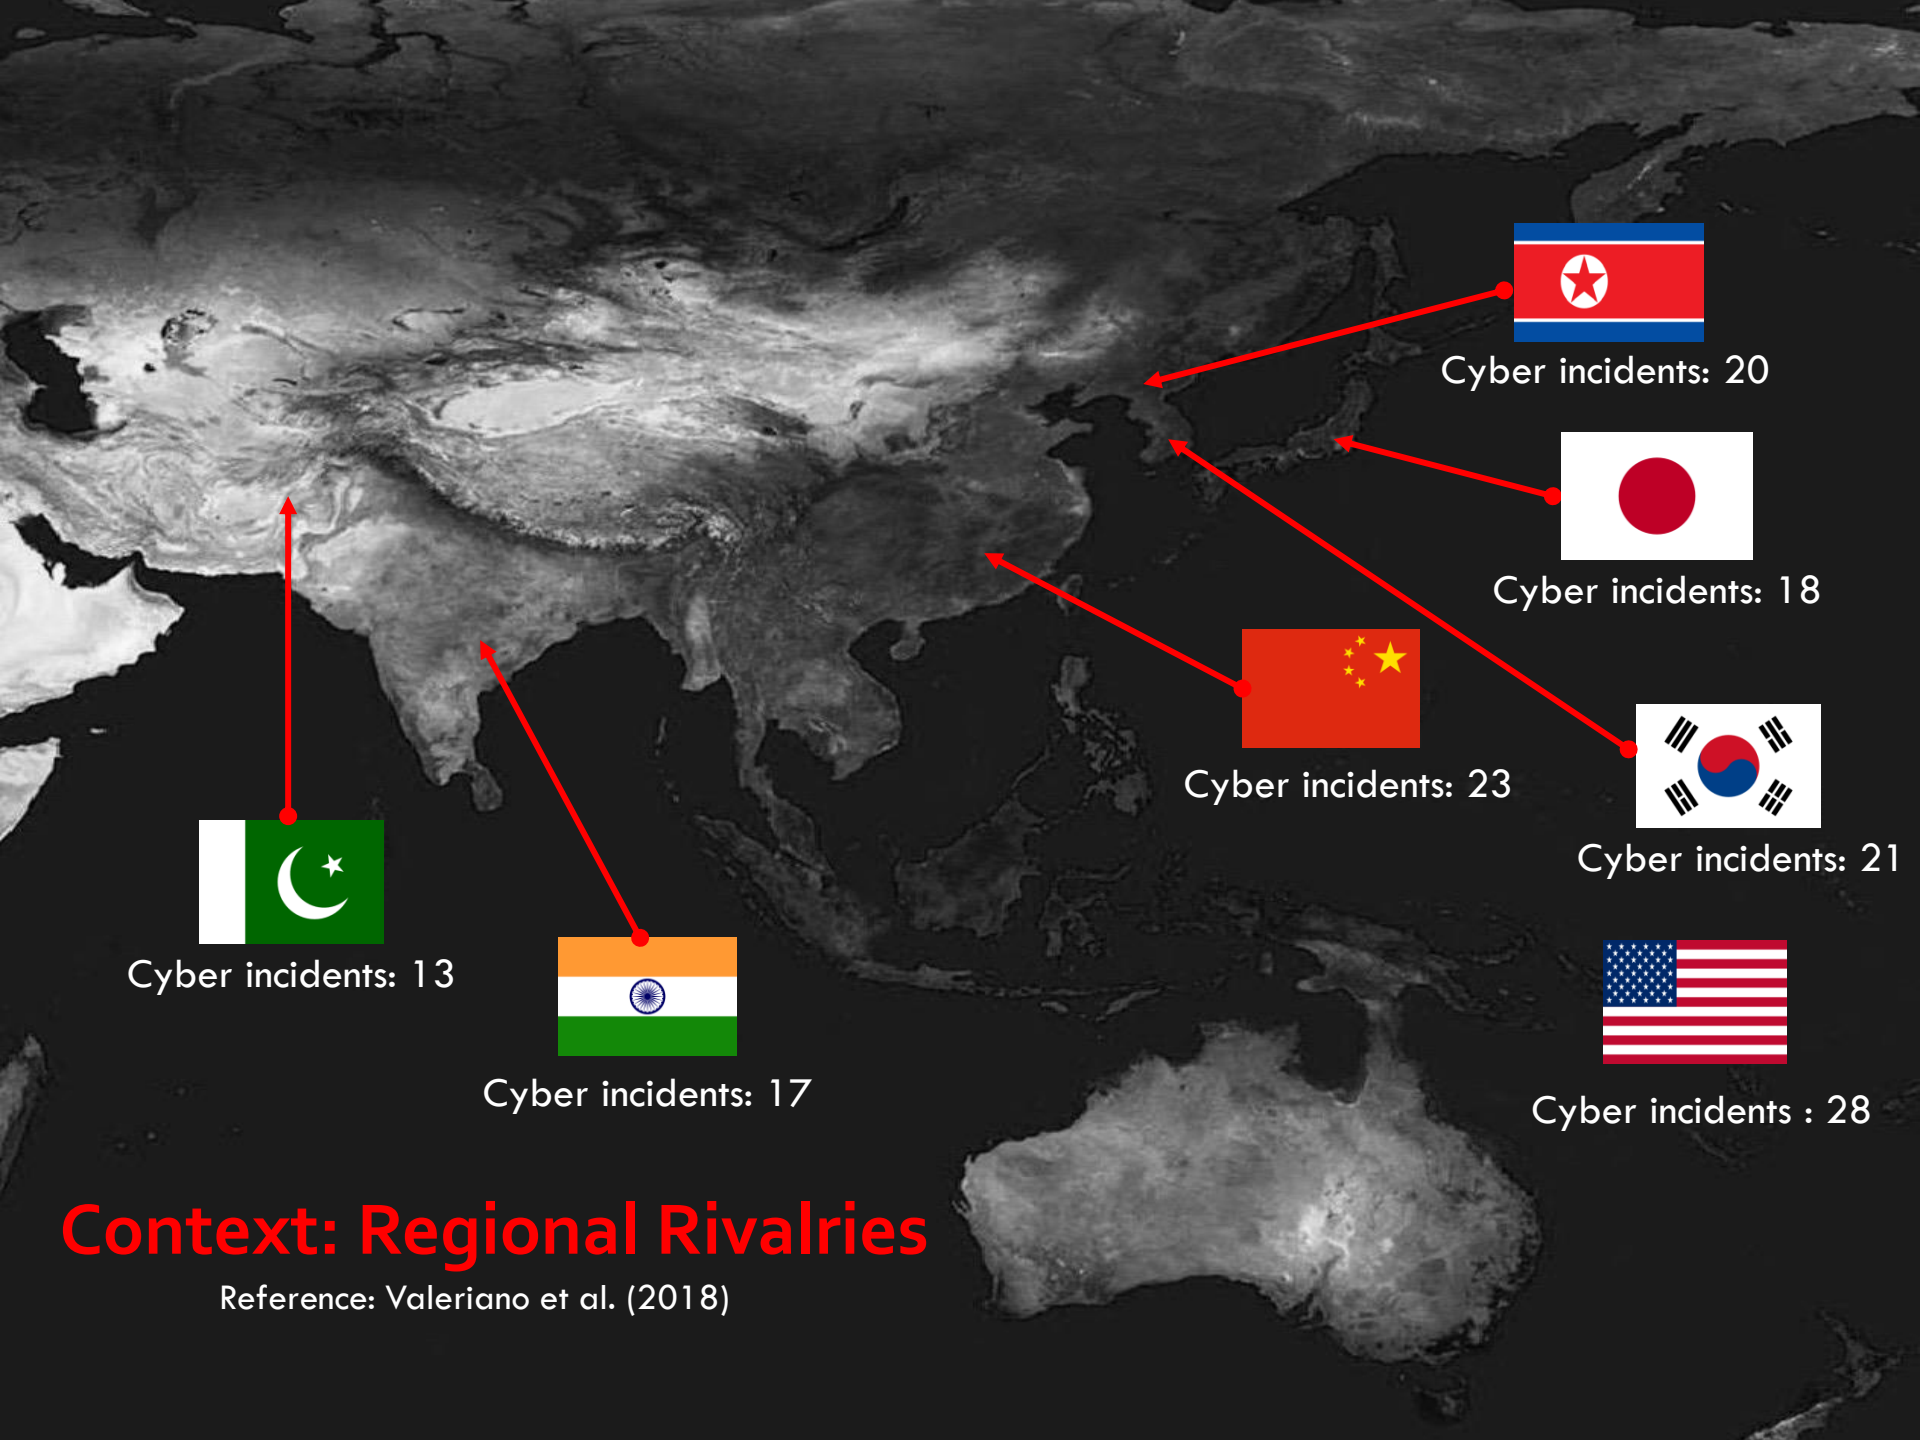 Cyber incidents: 20
Cyber incidents: 18
Cyber incidents: 23
Cyber incidents: 21
Cyber incidents: 13
Cyber incidents: 17
Cyber incidents : 28
Context: Regional Rivalries
Reference: Valeriano et al. (2018)